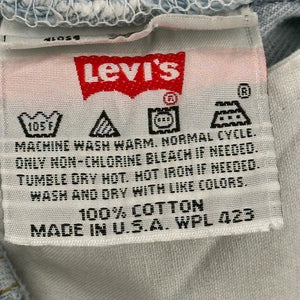 LEVI'S
®
105F
®
MACHINE WASH WARM. NORMAL CYCLE.
ONLY NON-CHLORINE BLEACH IF NEEDED.
TUMBLE DRY HOT. HOT IRON IF NEEDED.
WASH AND DRY WITH LIKE COLORS.
100% COTTON
MADE IN U.S.A. WPL 423